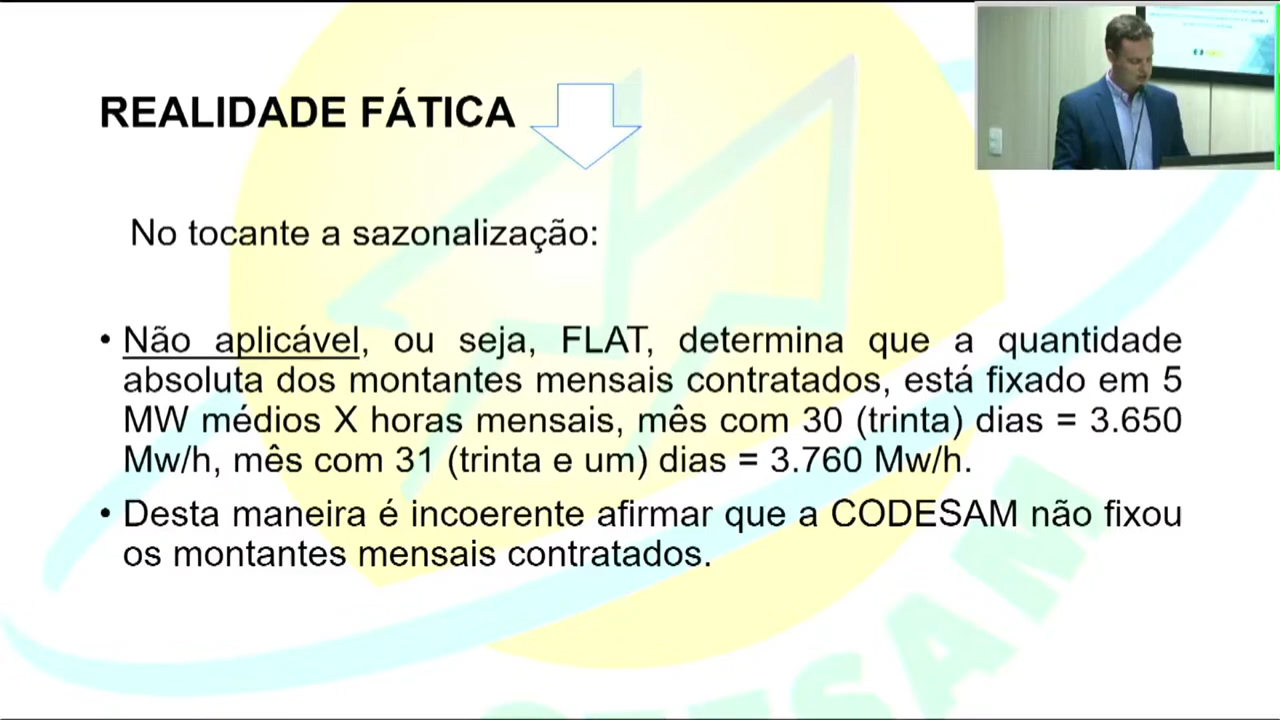 REALIDADE FÁTICA
No tocante a sazonalização:
• Não aplicável, ou seja, FLAT, determina que a quantidade
absoluta dos montantes mensais contratados, está fixado em 5
MW médios X horas mensais, mês com 30 (trinta) dias = 3.650
Mw/h, mês com 31 (trinta e um) dias = 3.760 Mw/h.
• Desta maneira é incoerente afirmar que a CODESAM não fixou
os montantes mensais contratados.